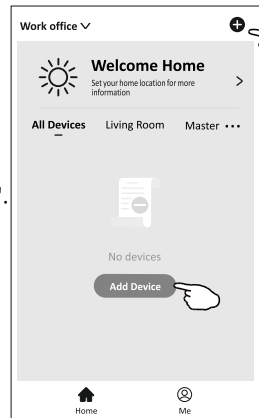 Work office
Welcome Home
Set your home location for more
information
All Devices Living Room Master •••
No devices
Add Device
Home Me